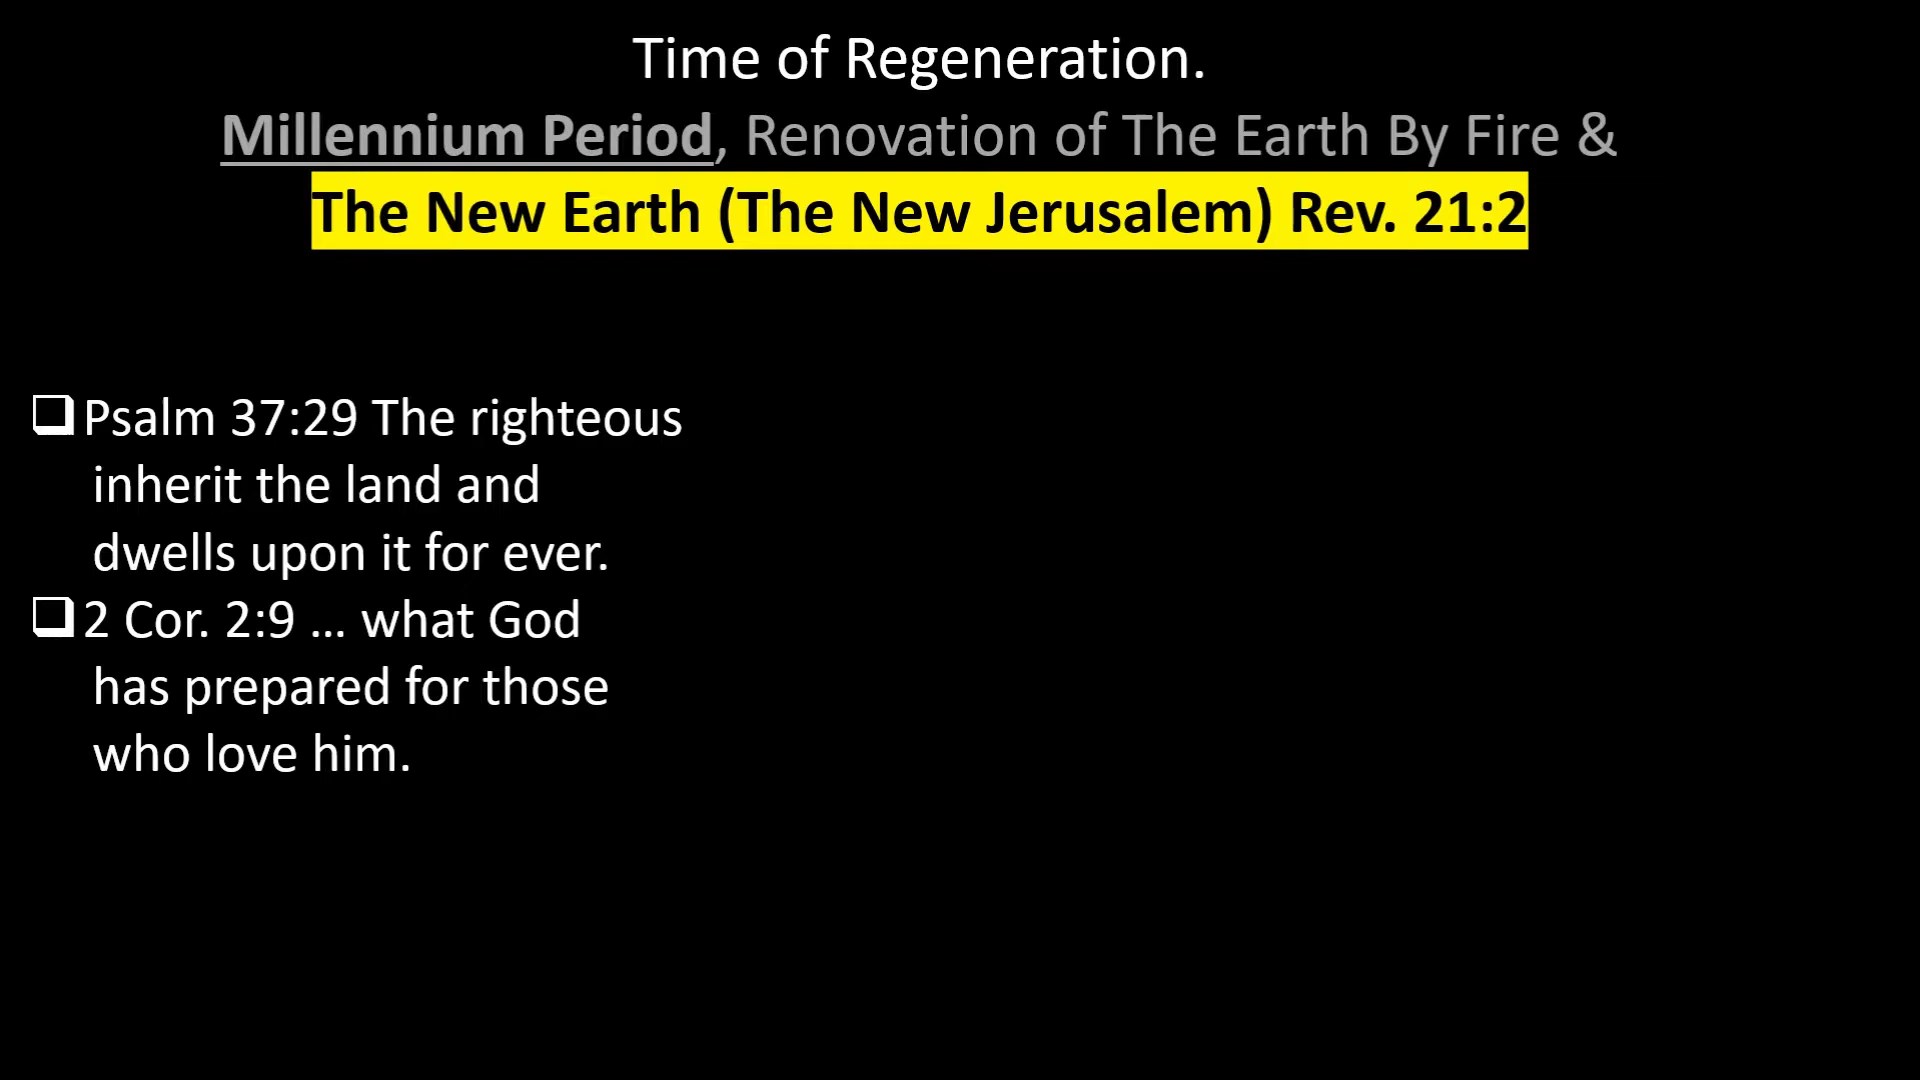 Time of Regeneration.
Millennium Period, Renovation of The Earth By Fire &
The New Earth (The New Jerusalem) Rev. 21:2
❑Psalm 37:29 The righteous
inherit the land and
dwells upon it for ever.
❑2 Cor. 2:9 ... what God
has prepared for those
who love him.